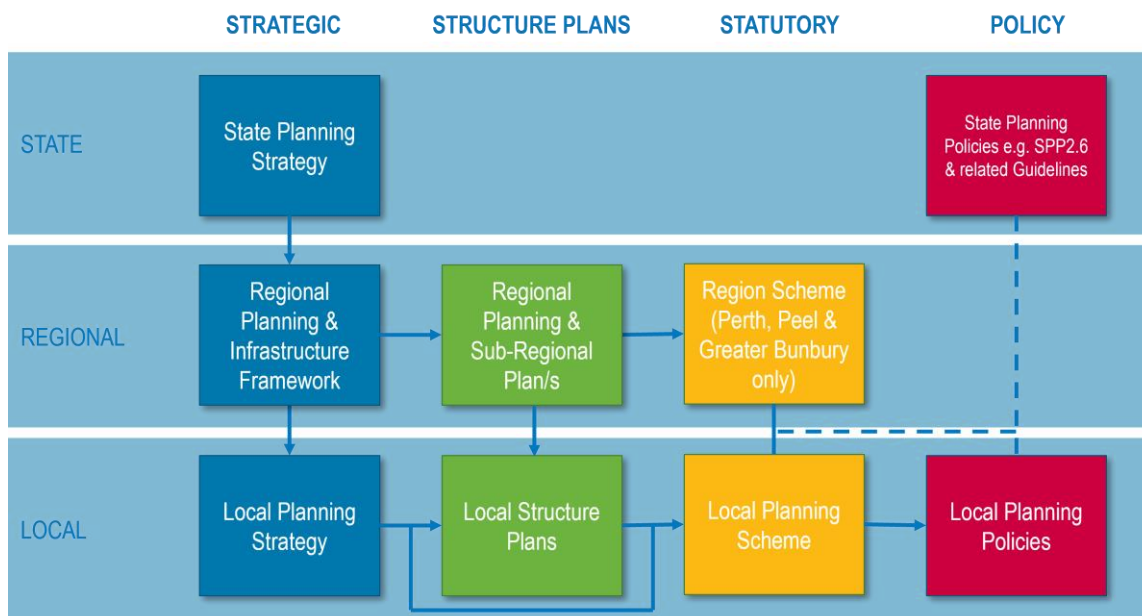 STRATEGIC
STRUCTURE PLANS
STATUTORY
POLICY
STATE
State Planning
Strategy
State Planning
Policies e.g. SPP2.6
& related Guidelines
REGIONAL
Regional
Planning &
Infrastructure
Framework
Regional
Planning &
Sub-Regional
Plan/s
Region Scheme
(Perth, Peel &
Greater Bunbury
only)
LOCAL
Local Planning
Strategy
Local Structure
Plans
Local Planning
Scheme
Local Planning
Policies